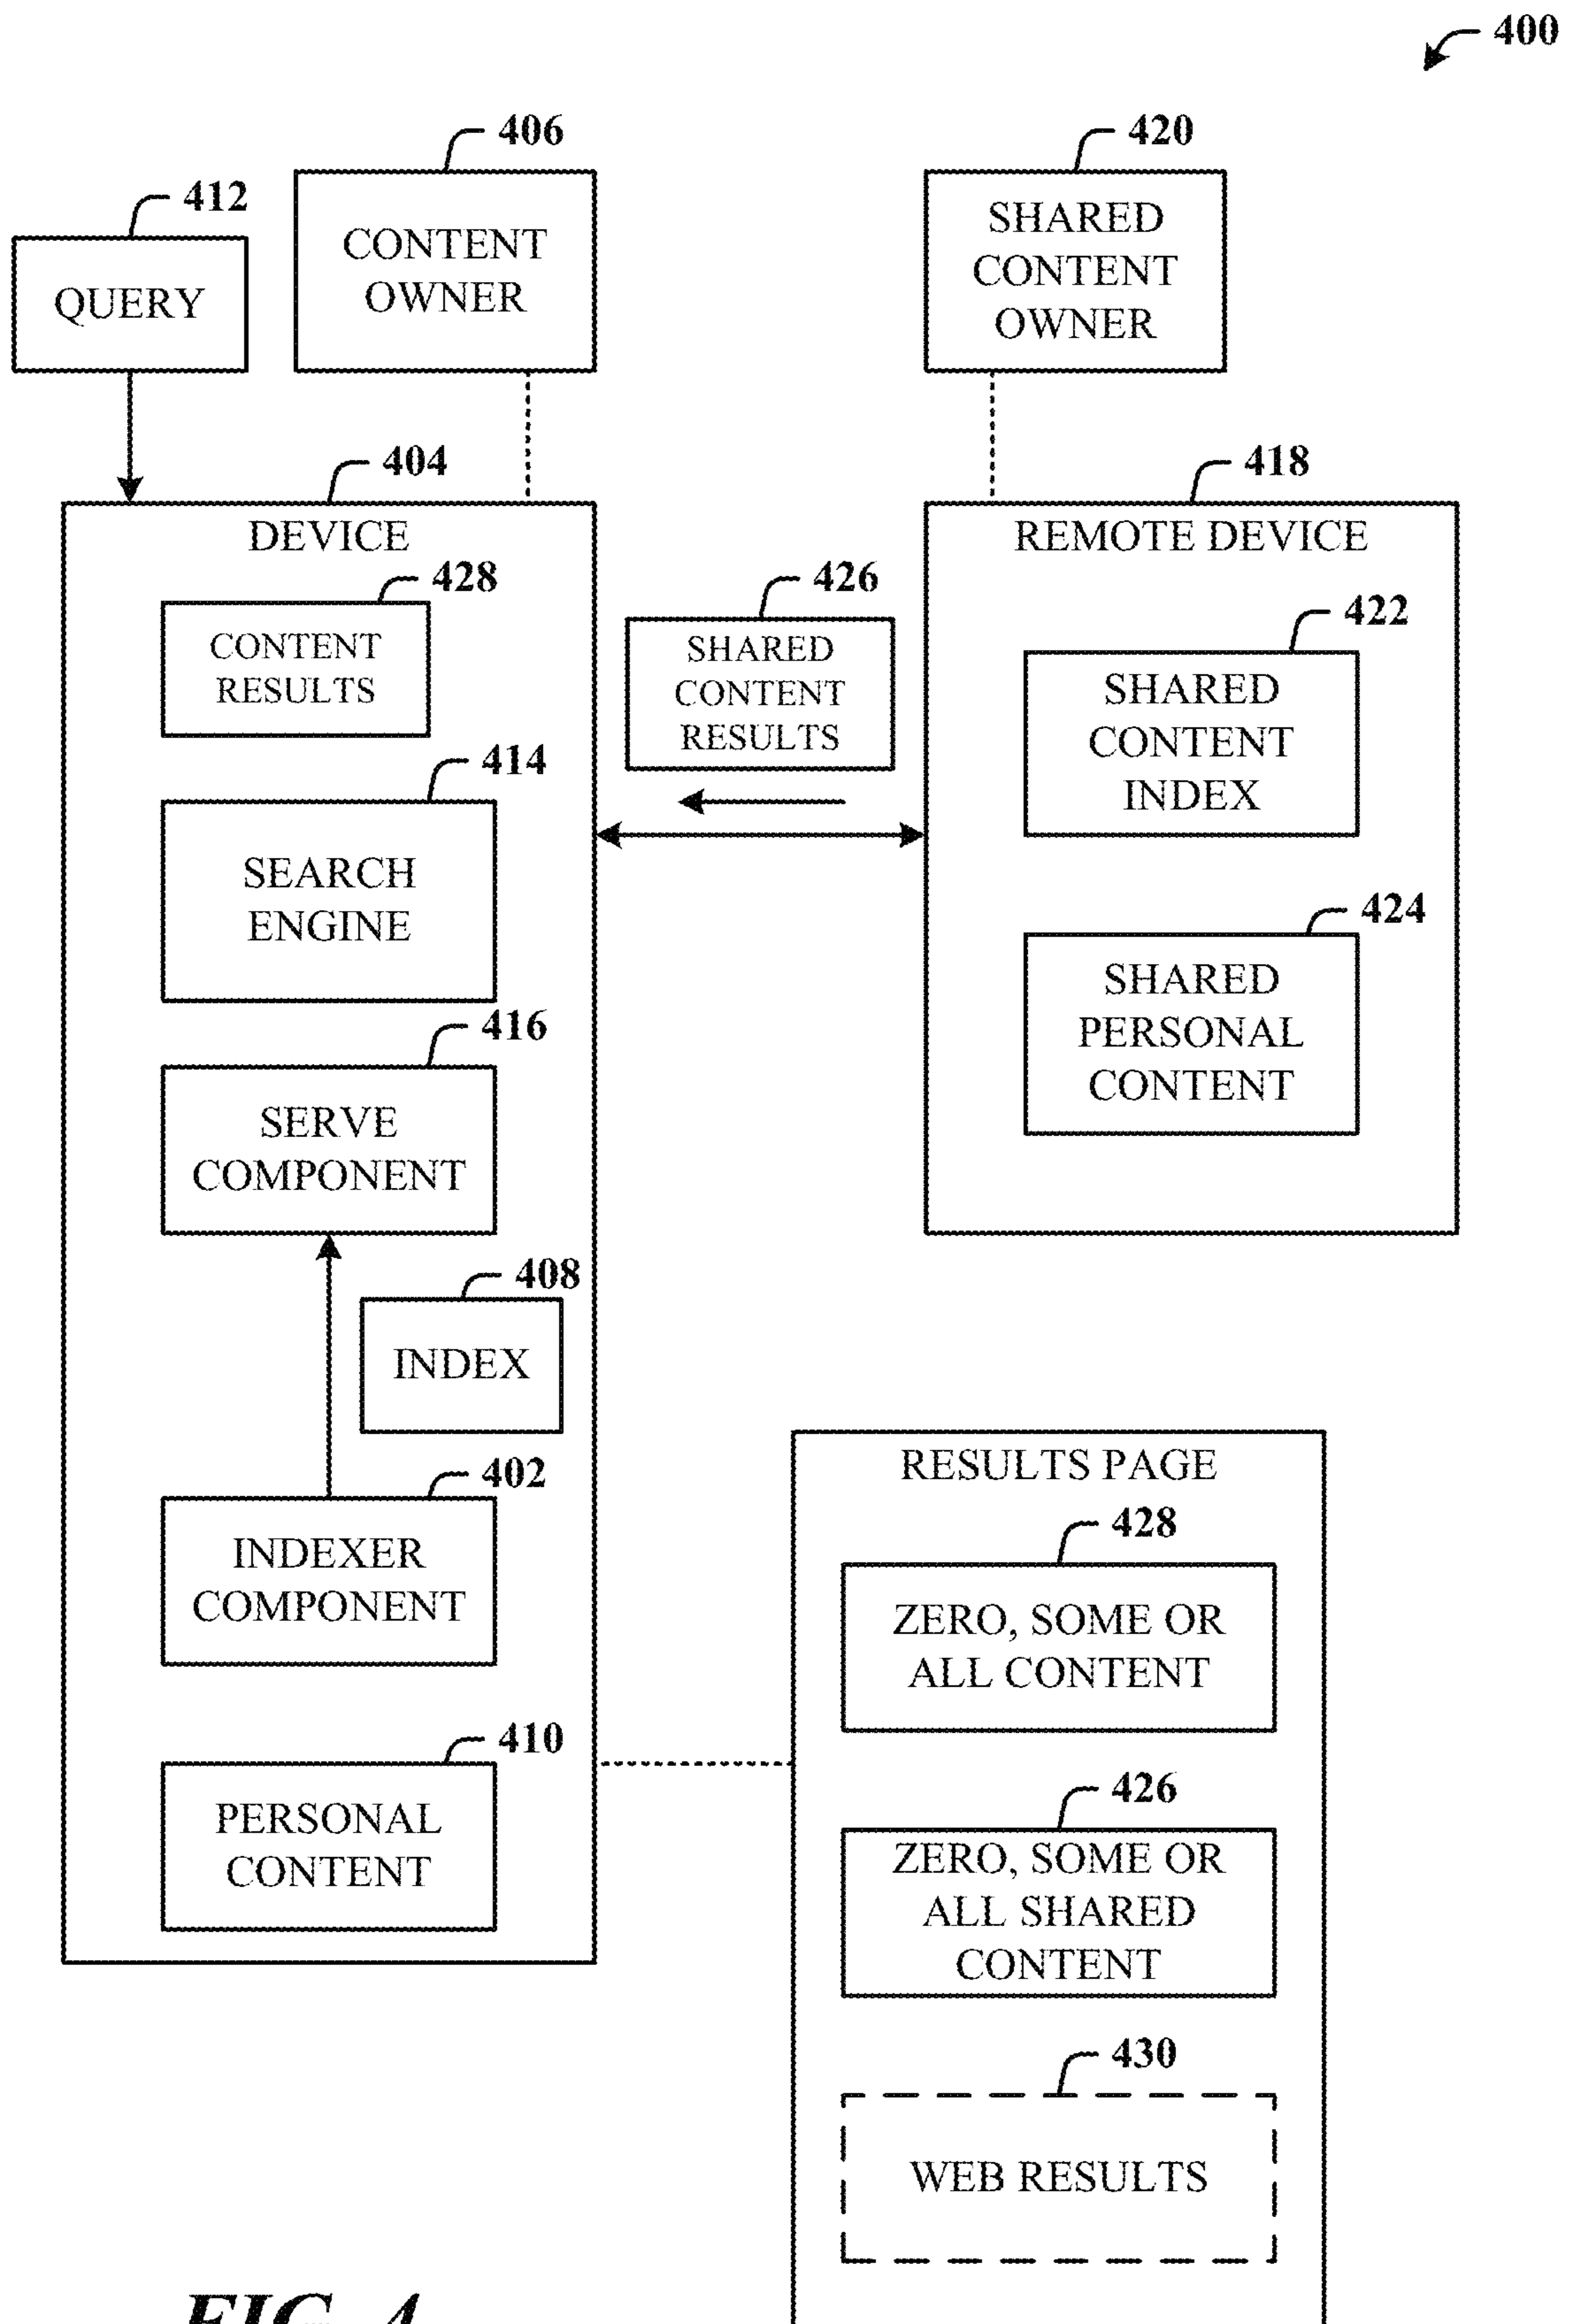 400
406
420
412
CONTENT
OWNER
SHARED
CONTENT
OWNER
QUERY
404
418
DEVICE
REMOTE DEVICE
428
CONTENT
RESULTS
426
SHARED
CONTENT
RESULTS
422
SHARED
CONTENT
INDEX
414
SEARCH
ENGINE
424
SHARED
PERSONAL
CONTENT
416
SERVE
COMPONENT
408
INDEX
402
INDEXER
COMPONENT
410
PERSONAL
CONTENT
RESULTS PAGE
428
ZERO, SOME OR
ALL CONTENT
426
ZERO, SOME OR
ALL SHARED
CONTENT
430
WEB RESULTS
FIG. 4